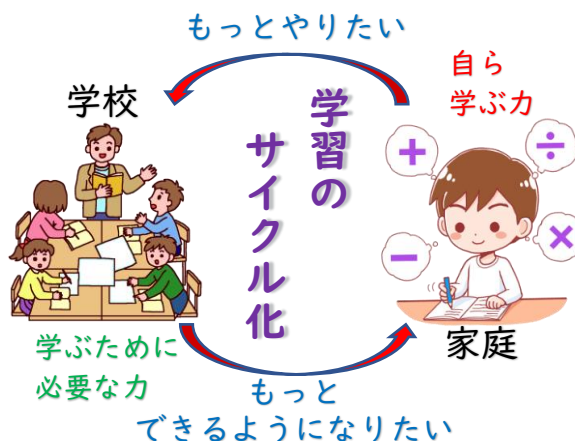 もっとやりたい
自ら
学ぶ力
学校
学習の
サイクル化
+
÷
−
×
家庭
学ぶために
必要な力
もっと
できるようになりたい